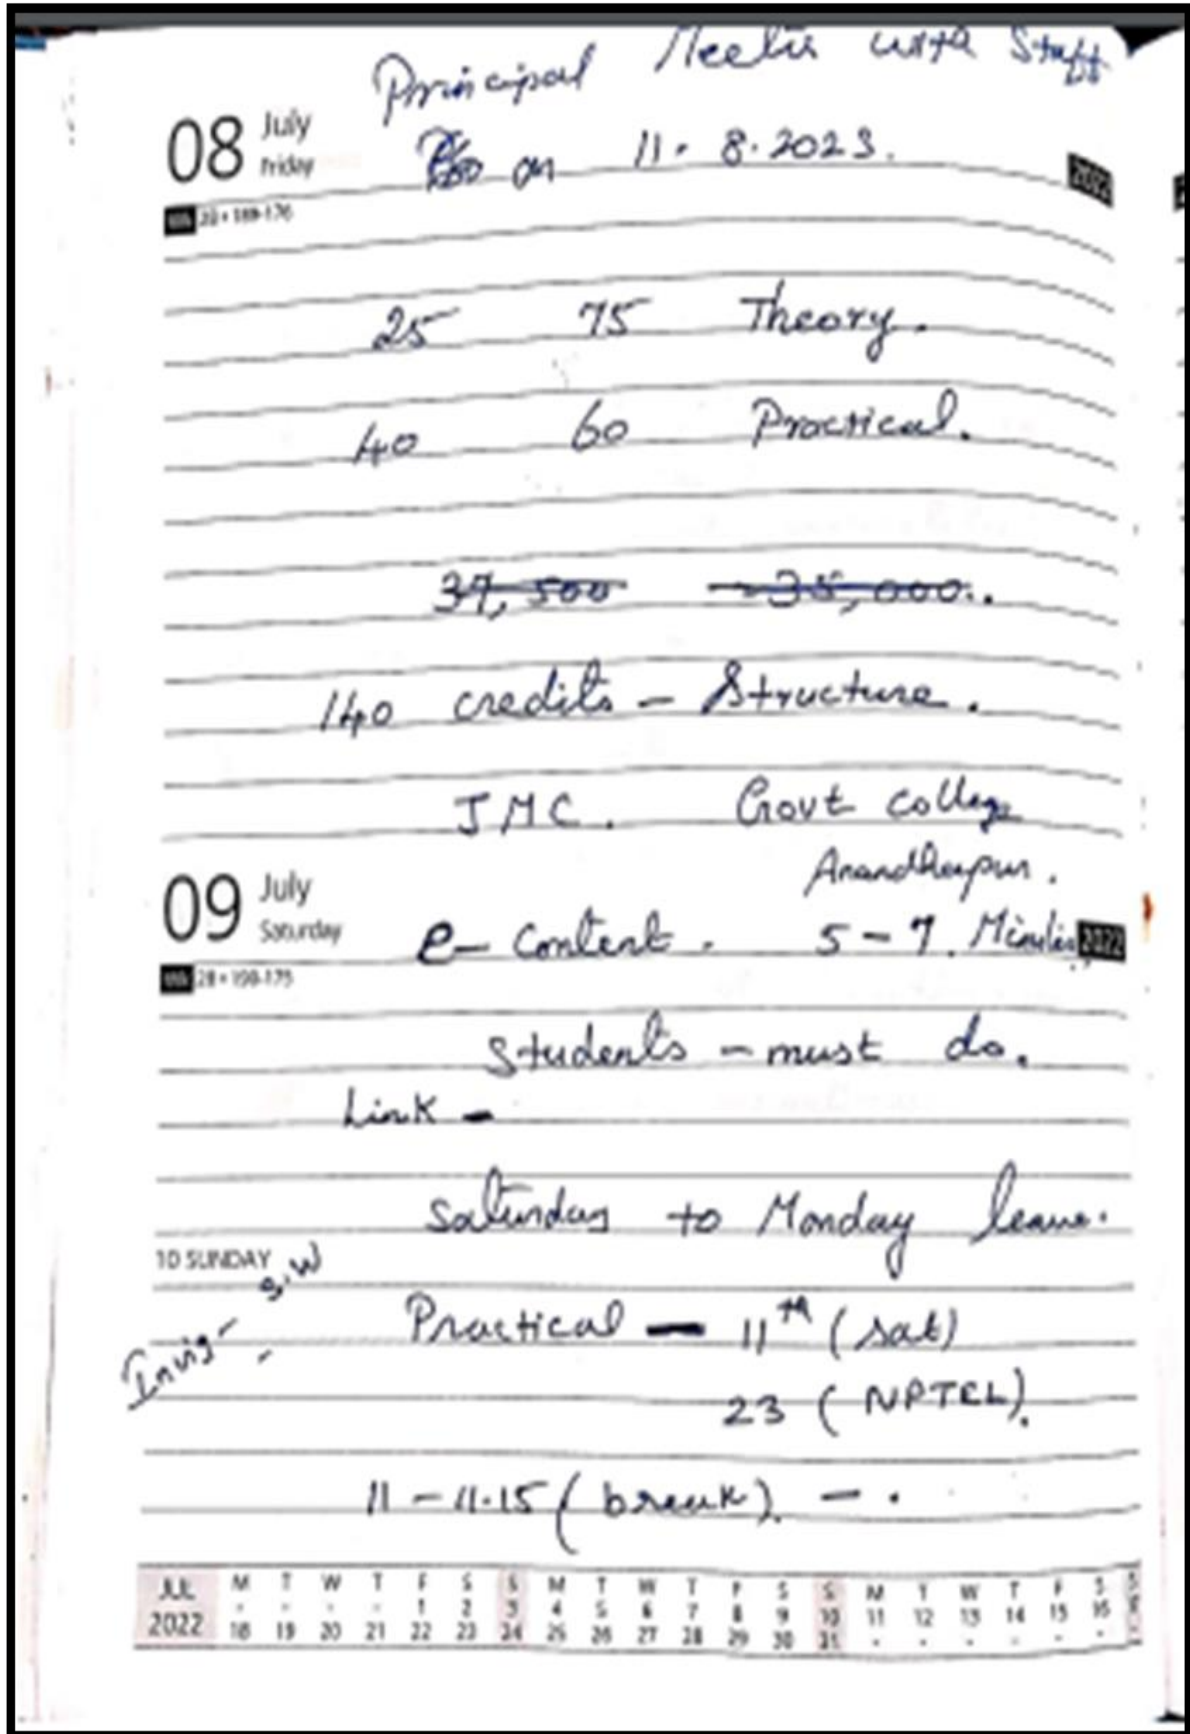 Principal Meetis with Staff
08 July
Friday
on 11. 8. 2023.
2022
25 75 Theory.
40 60 Practical.
37,500 - 35,000..
140 credits - Structure.
JMC. Govt College
Anandhapur.
09 July
Saturday
e- Content. 5-7. Minutes
2022
Students - must do.
Link -
Saturday to Monday leave.
10 SUNDAY
S.W
Invig -
Practical - 11th (sat)
23 (NPTEL).
11 - 11.15 (break). - .
JUL 2022
M T W T F S S M T W T F S S M T W T F S S
- - - - 1 2 3 4 5 6 7 8 9 10 11 12 13 14 15 16
18 19 20 21 22 23 24 25 26 27 28 29 30 31 - - - - - -